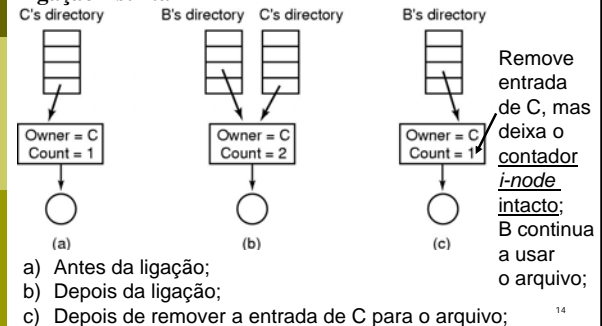 C's directory
B's directory C's directory
B's directory
Owner = C
Count = 1
Owner = C
Count = 2
Owner = C
Count = 1
(a)
(b)
(c)
Remove
entrada
de C, mas
deixa o
contador
i-node
intacto;
B continua
a usar
o arquivo;
a) Antes da ligação;
b) Depois da ligação;
c) Depois de remover a entrada de C para o arquivo;
14